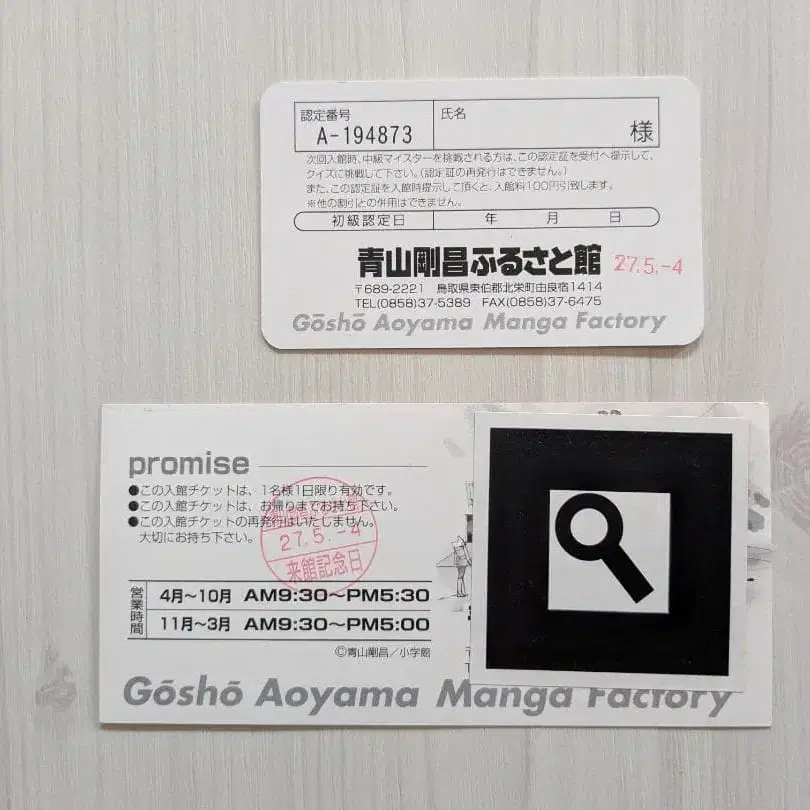 認定番号
A-194873
氏名
様
次回入館時、中級マイスターを挑戦される方は、この認定証を受付へ提示して、
クイズに挑戦して下さい。(認定証の再発行はできません。)
また、この認定証を入館時提示して頂くと、入館料100円引致します。
※他の割引との併用はできません。
初級認定日 年 月 日
青山剛昌ふるさと館 27.5.-4
〒689-2221 鳥取県東伯郡北栄町由良宿1414
TEL(0858)37-5389 FAX(0858)37-6475
Gōshō Aoyama Manga Factory
promise
●この入館チケットは、1名様1日限り有効です。
●この入館チケットは、お帰りまでお持ち下さい。
●この入館チケットの再発行はいたしません。
大切にお持ち下さい。
27.5.-4
来館記念日
営業時間
4月〜10月 AM9:30〜PM5:30
11月〜3月 AM9:30〜PM5:00
©青山剛昌/小学館
Gōshō Aoyama Manga Factory